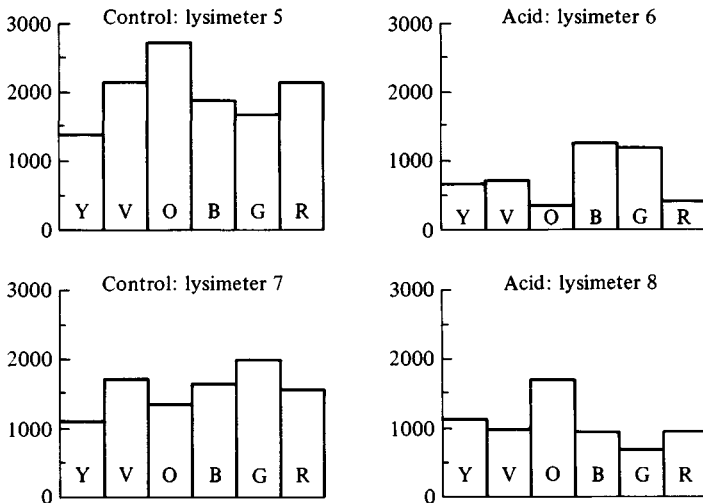 Control: lysimeter 5
3000
2000
1000
0
Y V O B G R
Acid: lysimeter 6
3000
2000
1000
0
Y V O B G R
Control: lysimeter 7
3000
2000
1000
0
Y V O B G R
Acid: lysimeter 8
3000
2000
1000
0
Y V O B G R